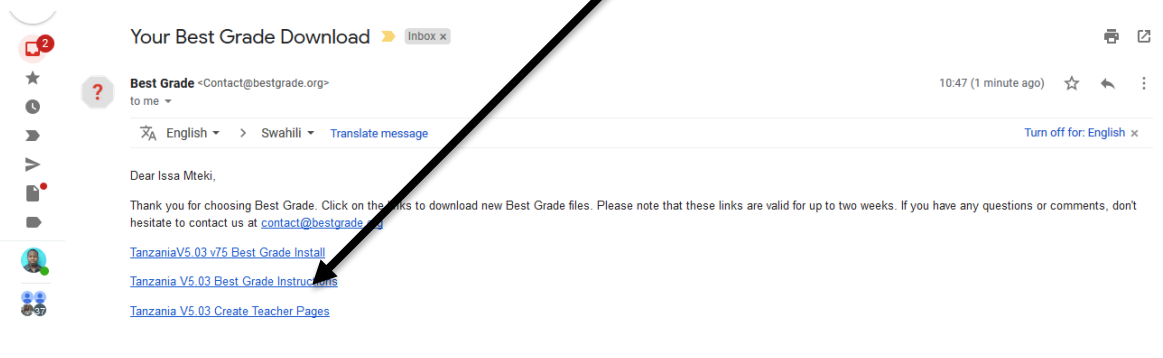 2
Your Best Grade Download Inbox x
Best Grade <Contact@bestgrade.org> 10:47 (1 minute ago)
to me
English > Swahili Translate message Turn off for: English x
Dear Issa Mteki,
Thank you for choosing Best Grade. Click on the links to download new Best Grade files. Please note that these links are valid for up to two weeks. If you have any questions or comments, don't
hesitate to contact us at contact@bestgrade.org
TanzaniaV5.03 v75 Best Grade Install
Tanzania V5.03 Best Grade Instructions
Tanzania V5.03 Create Teacher Pages
37